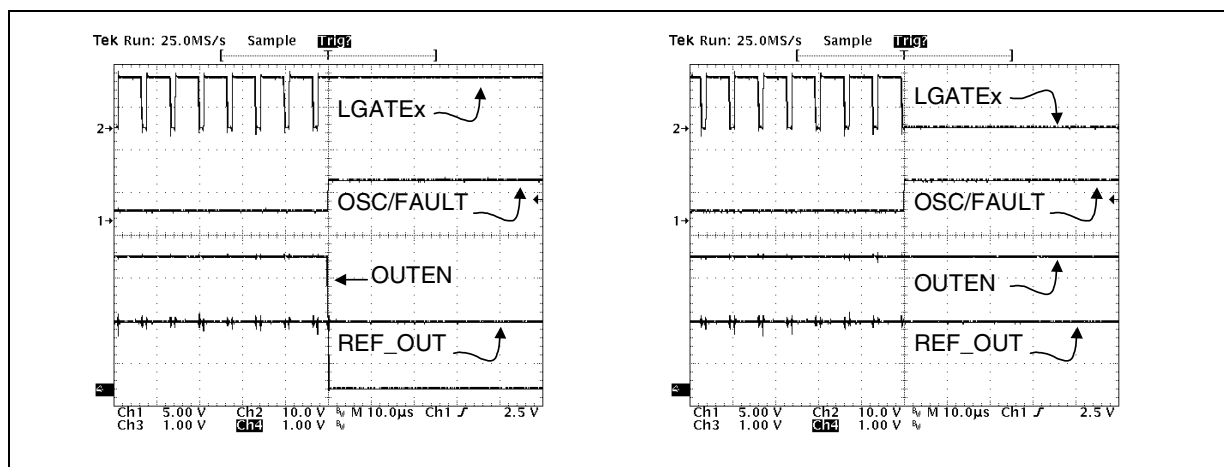 Tek Run: 25.0MS/s Sample Trig?
LGATEx
2
OSC/FAULT
1
OUTEN
REF_OUT
4
Ch1 5.00 V Ch2 10.0 V M 10.0µs Ch1 2.5 V
Ch3 1.00 V Ch4 1.00 V
Tek Run: 25.0MS/s Sample Trig?
LGATEx
2
OSC/FAULT
1
OUTEN
REF_OUT
4
Ch1 5.00 V Ch2 10.0 V M 10.0µs Ch1 2.5 V
Ch3 1.00 V Ch4 1.00 V